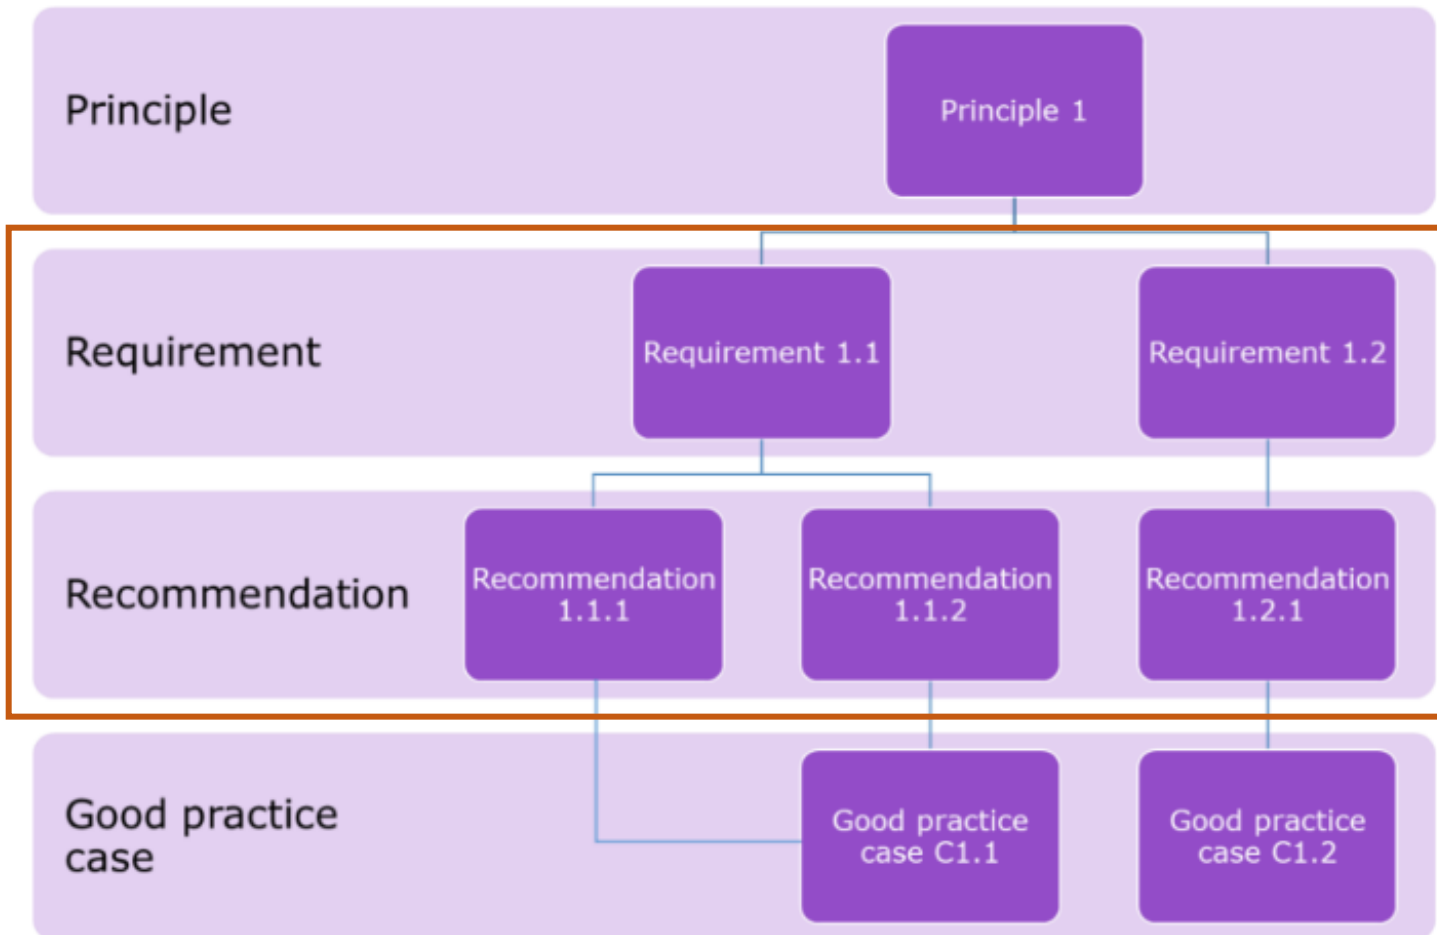 Principle
Principle 1
Requirement
Requirement 1.1
Requirement 1.2
Recommendation
Recommendation
1.1.1
Recommendation
1.1.2
Recommendation
1.2.1
Good practice
case
Good practice
case C1.1
Good practice
case C1.2